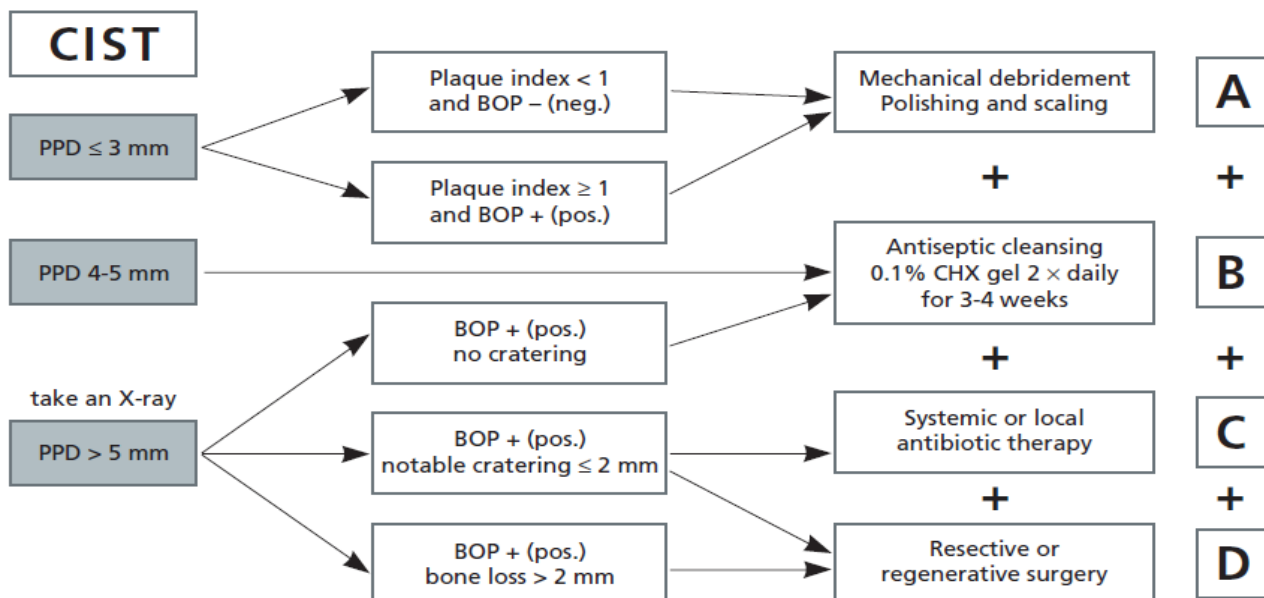 CIST
PPD ≤ 3 mm
PPD 4-5 mm
take an X-ray
PPD > 5 mm
Plaque index < 1
and BOP – (neg.)
Plaque index ≥ 1
and BOP + (pos.)
BOP + (pos.)
no cratering
BOP + (pos.)
notable cratering ≤ 2 mm
BOP + (pos.)
bone loss > 2 mm
Mechanical debridement
Polishing and scaling
+
Antiseptic cleansing
0.1% CHX gel 2 × daily
for 3-4 weeks
+
Systemic or local
antibiotic therapy
+
Resective or
regenerative surgery
A
+
B
+
C
+
D